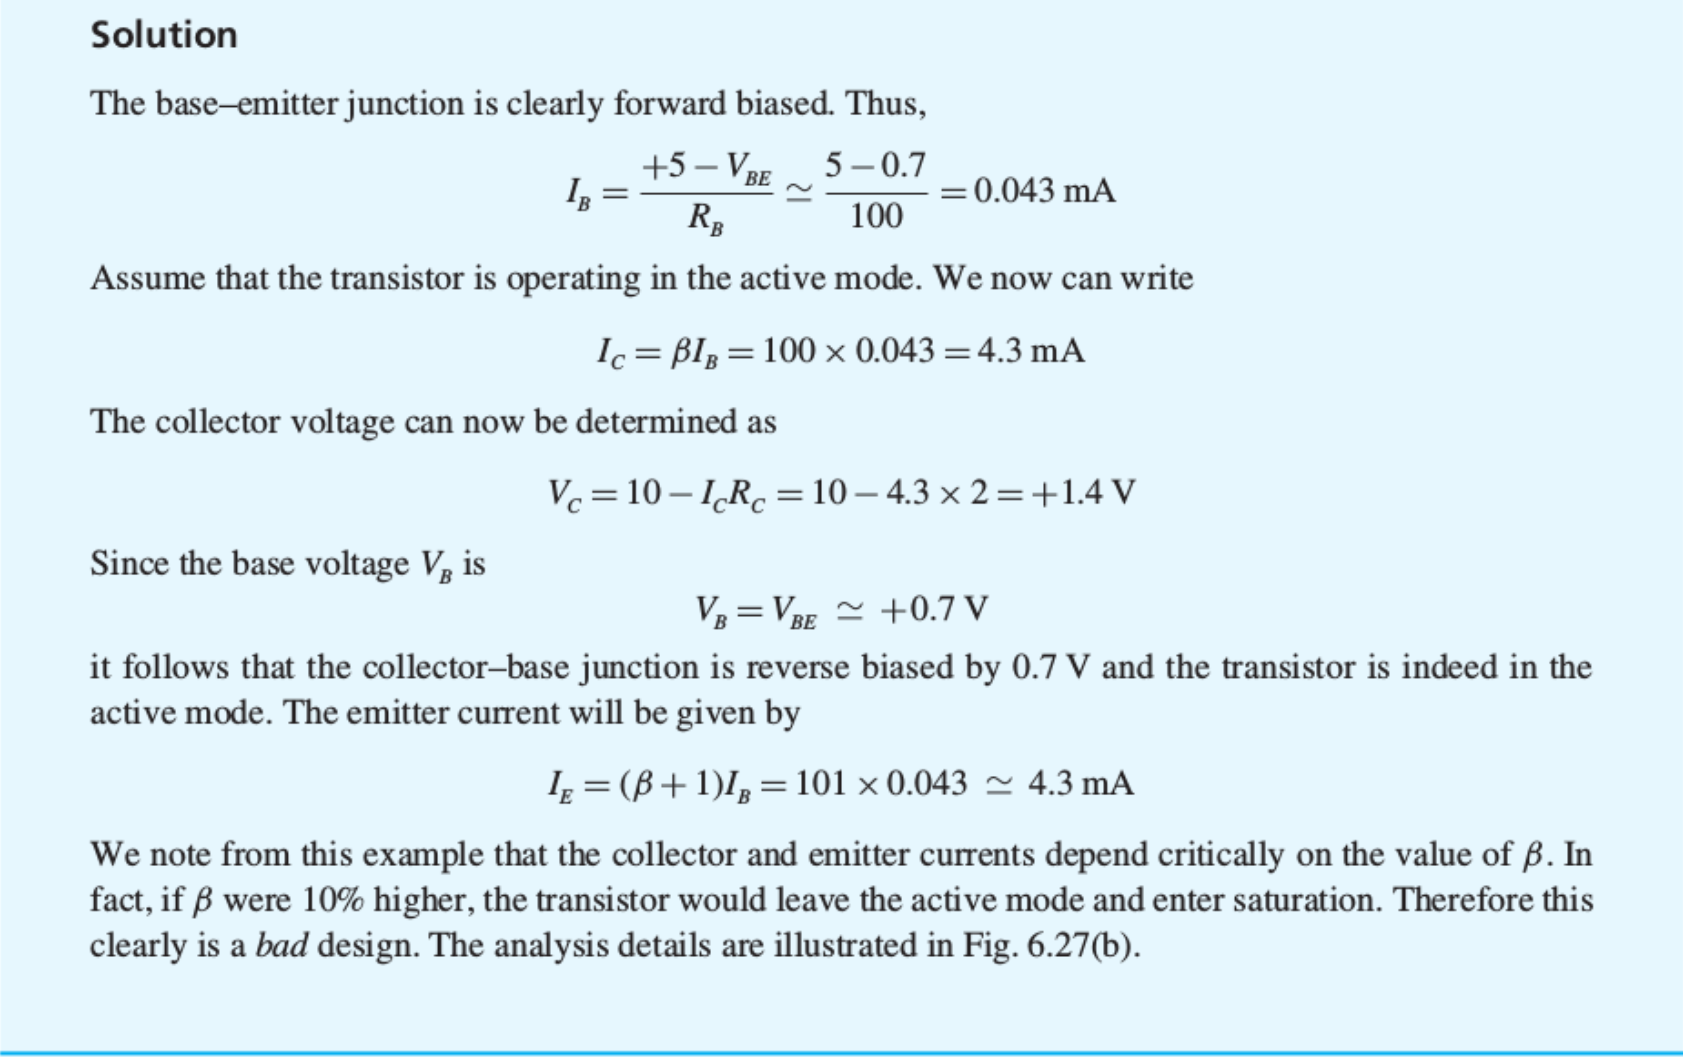 Solution
The base–emitter junction is clearly forward biased. Thus,
I_B = (+5 − V_BE) / R_B ≃ (5 − 0.7) / 100 = 0.043 mA
Assume that the transistor is operating in the active mode. We now can write
I_C = βI_B = 100 × 0.043 = 4.3 mA
The collector voltage can now be determined as
V_C = 10 − I_C R_C = 10 − 4.3 × 2 = +1.4 V
Since the base voltage V_B is
V_B = V_BE ≃ +0.7 V
it follows that the collector–base junction is reverse biased by 0.7 V and the transistor is indeed in the
active mode. The emitter current will be given by
I_E = (β + 1)I_B = 101 × 0.043 ≃ 4.3 mA
We note from this example that the collector and emitter currents depend critically on the value of β. In
fact, if β were 10% higher, the transistor would leave the active mode and enter saturation. Therefore this
clearly is a bad design. The analysis details are illustrated in Fig. 6.27(b).